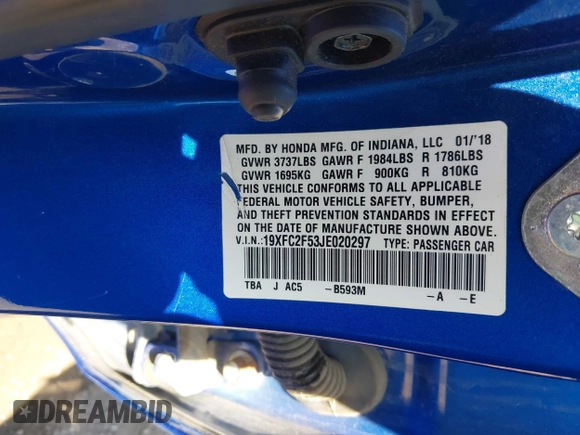 MFD. BY HONDA MFG. OF INDIANA, LLC 01/'18
GVWR 3737LBS GAWR F 1984LBS R 1786LBS
GVWR 1695KG GAWR F 900KG R 810KG
THIS VEHICLE CONFORMS TO ALL APPLICABLE
FEDERAL MOTOR VEHICLE SAFETY, BUMPER,
AND THEFT PREVENTION STANDARDS IN EFFECT
ON THE DATE OF MANUFACTURE SHOWN ABOVE.
V.I.N.:19XFC2F53JE020297 TYPE: PASSENGER CAR
TBA J AC5 -B593M -A -E
DREAMBID